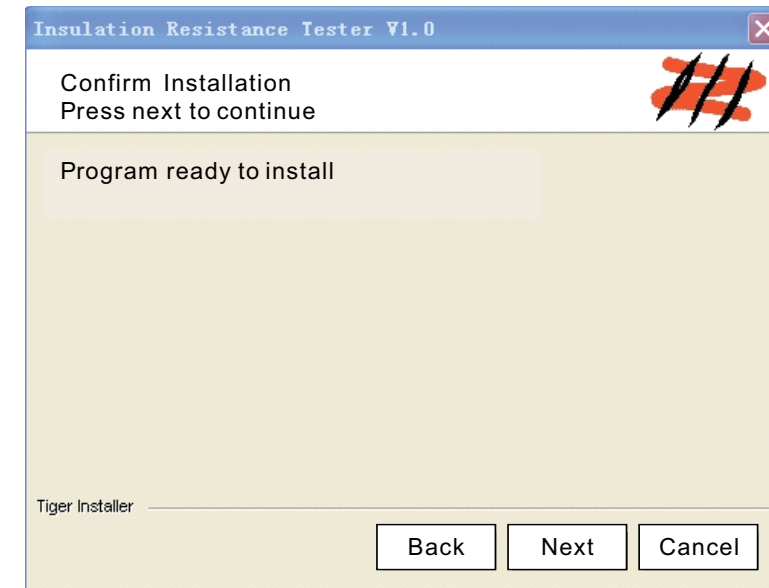 Insulation Resistance Tester V1.0
Confirm Installation
Press next to continue
Program ready to install
Tiger Installer
Back
Next
Cancel